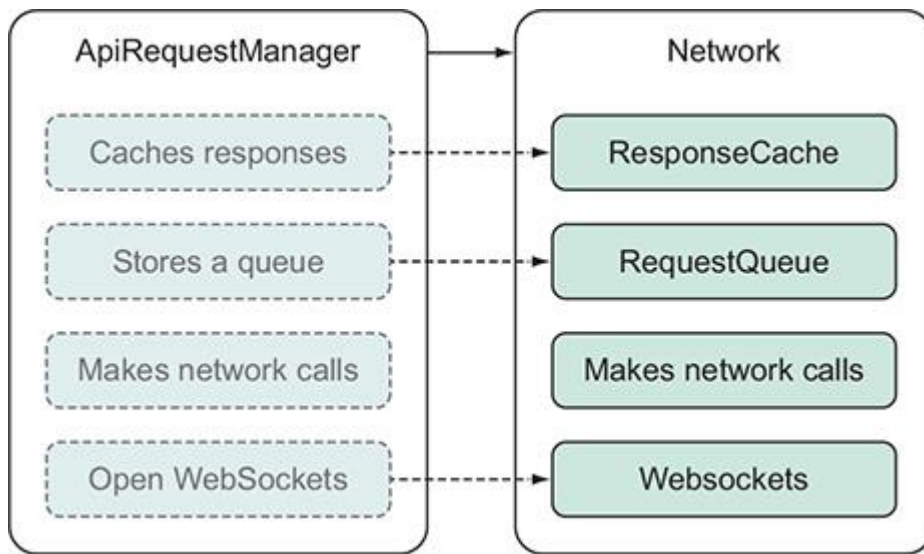 ApiRequestManager
Caches responses
Stores a queue
Makes network calls
Open WebSockets
Network
ResponseCache
RequestQueue
Makes network calls
Websockets